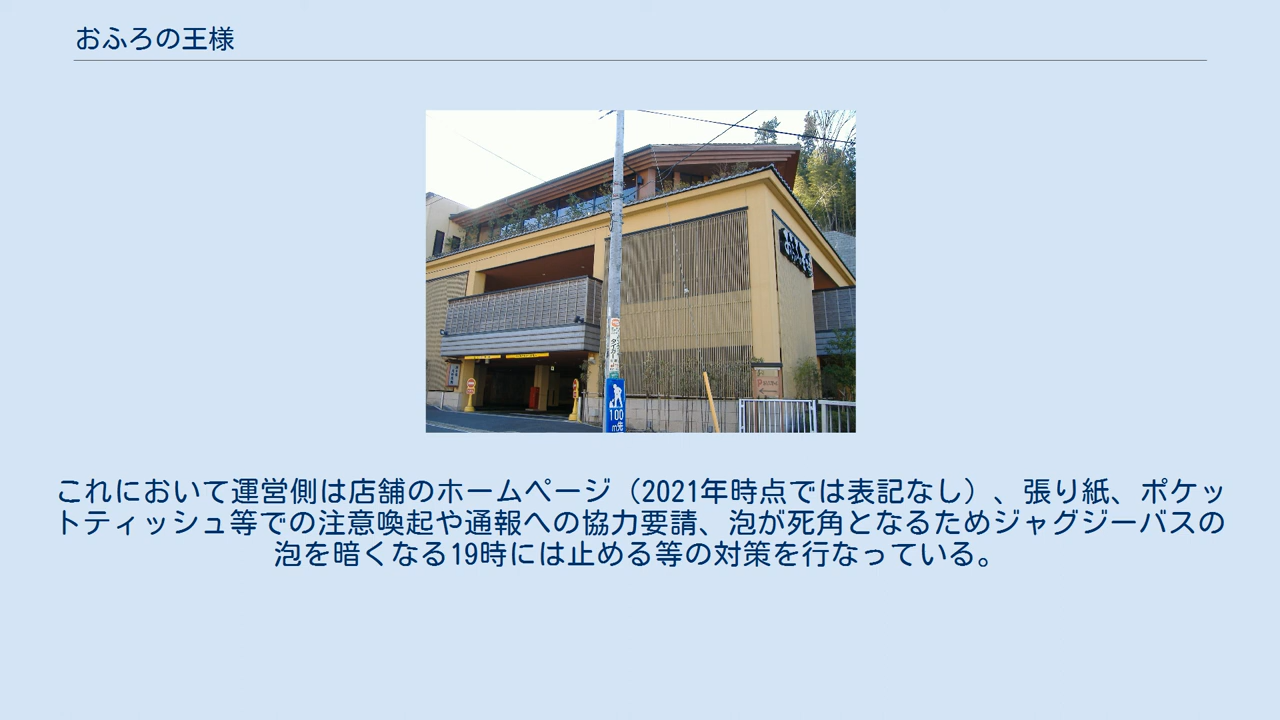 おふろの王様
100
m先
これにおいて運営側は店舗のホームページ（2021年時点では表記なし）、張り紙、ポケッ
トティッシュ等での注意喚起や通報への協力要請、泡が死角となるためジャグジーバスの
泡を暗くなる19時には止める等の対策を行なっている。